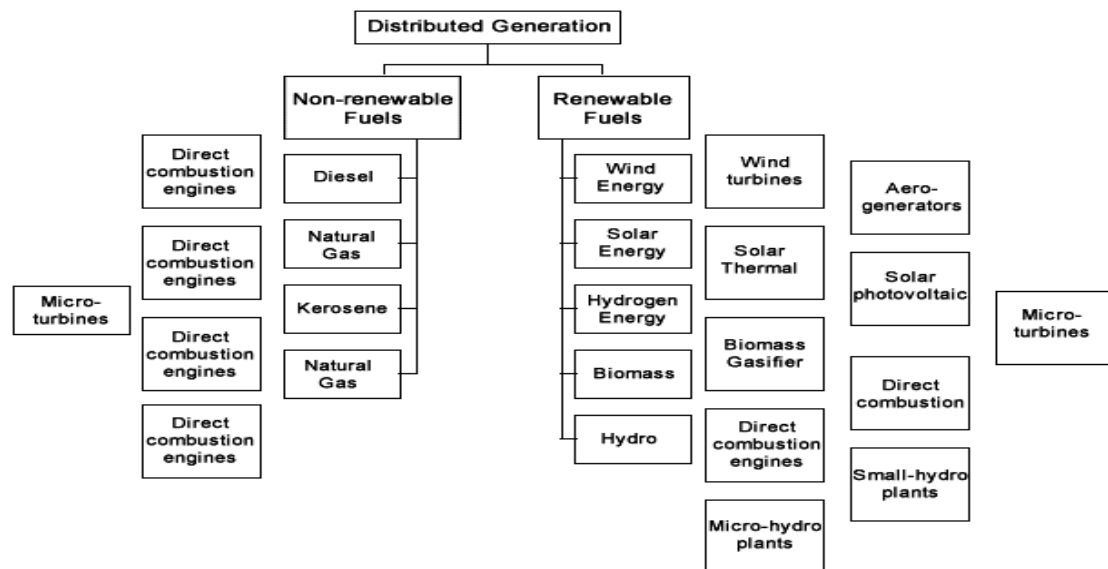 Distributed Generation
Non-renewable
Fuels
Renewable
Fuels
Direct
combustion
engines
Diesel
Wind
Energy
Wind
turbines
Aero-
generators
Direct
combustion
engines
Natural
Gas
Solar
Energy
Solar
Thermal
Solar
photovoltaic
Micro-
turbines
Kerosene
Hydrogen
Energy
Micro-
turbines
Direct
combustion
engines
Natural
Gas
Biomass
Biomass
Gasifier
Direct
combustion
Direct
combustion
engines
Hydro
Direct
combustion
engines
Small-hydro
plants
Micro-hydro
plants